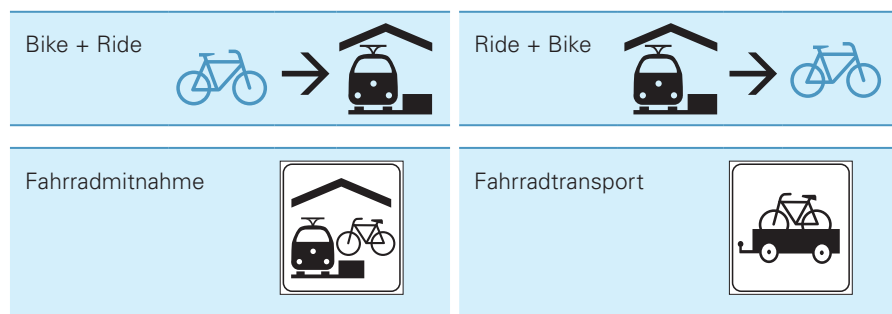 Bike + Ride
Ride + Bike
Fahrradmitnahme
Fahrradtransport